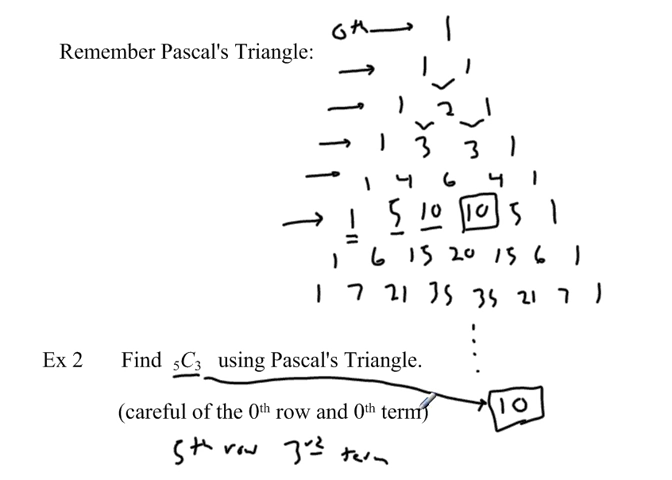 0th 1
Remember Pascal's Triangle:
1 1
1 2 1
1 3 3 1
1 4 6 4 1
1 5 10 10 5 1
1 6 15 20 15 6 1
1 7 21 35 35 21 7 1
Ex 2 Find ₅C₃ using Pascal's Triangle.
10
(careful of the 0th row and 0th term)
5th row 3rd term